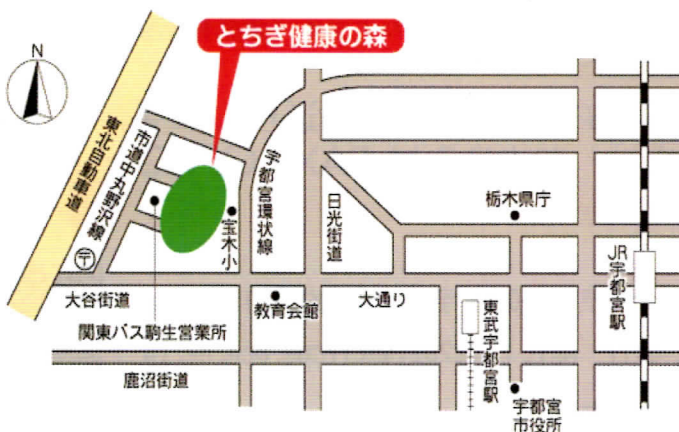 とちぎ健康の森
N
東北自動車道
市道中丸野沢線
宇都宮環状線
宝木小
日光街道
栃木県庁
JR宇都宮駅
〒
大谷街道
教育会館
大通り
関東バス駒生営業所
東武宇都宮駅
鹿沼街道
宇都宮
市役所